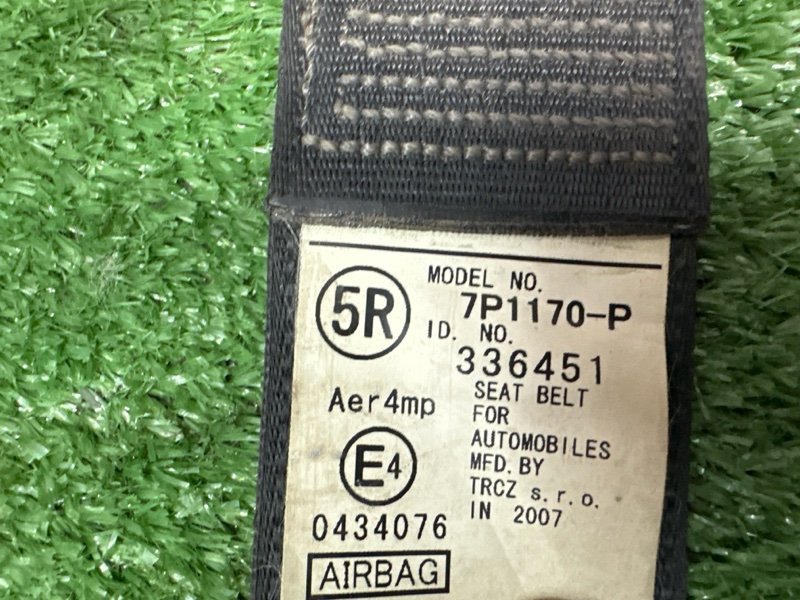 5R
MODEL NO.
7P1170-P
ID. NO.
336451
Aer4mp
E4
0434076
AIRBAG
SEAT BELT
FOR
AUTOMOBILES
MFD. BY
TRCZ s.r.o.
IN 2007